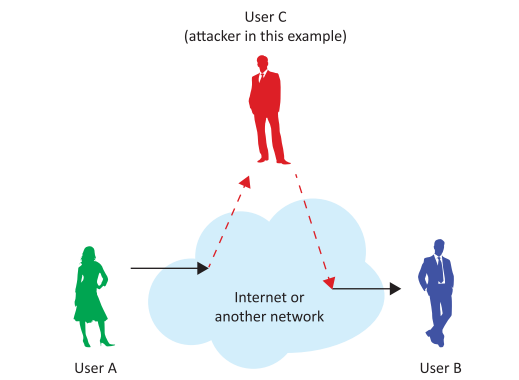 User C
(attacker in this example)
Internet or
another network
User A
User B